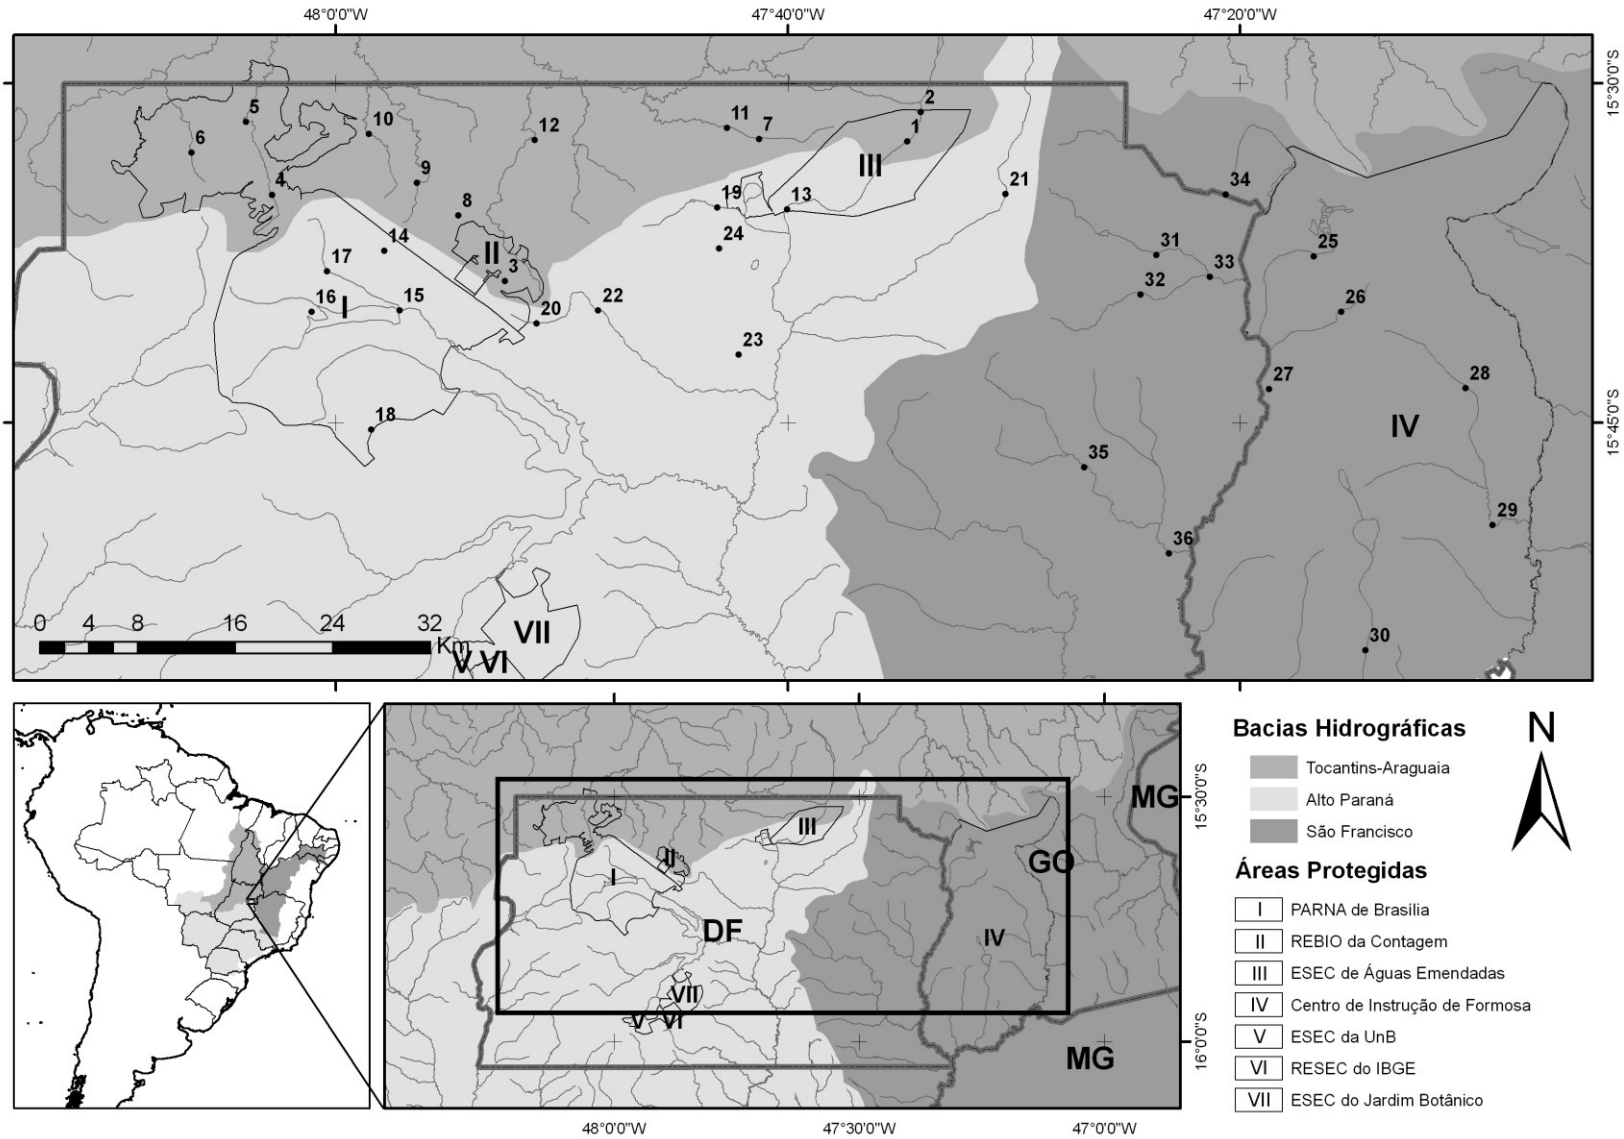 48°0'0"W
47°40'0"W
47°20'0"W
15°30'0"S
15°45'0"S
2
5
10
11
7
12
1
6
III
9
4
21
34
19
13
8
14
24
II
31
25
17
3
33
32
16
I
15
20
22
26
23
27
28
18
IV
35
29
36
VII
30
0 4 8 16 24 32
Km
V VI
Bacias Hidrográficas
Tocantins-Araguaia
Alto Paraná
São Francisco
N
Áreas Protegidas
I PARNA de Brasília
II REBIO da Contagem
III ESEC de Águas Emendadas
IV Centro de Instrução de Formosa
V ESEC da UnB
VI RESEC do IBGE
VII ESEC do Jardim Botânico
MG
15°30'0"S
III
II
GO
I
DF
IV
VII
V VI
16°0'0"S
MG
48°0'0"W
47°30'0"W
47°0'0"W